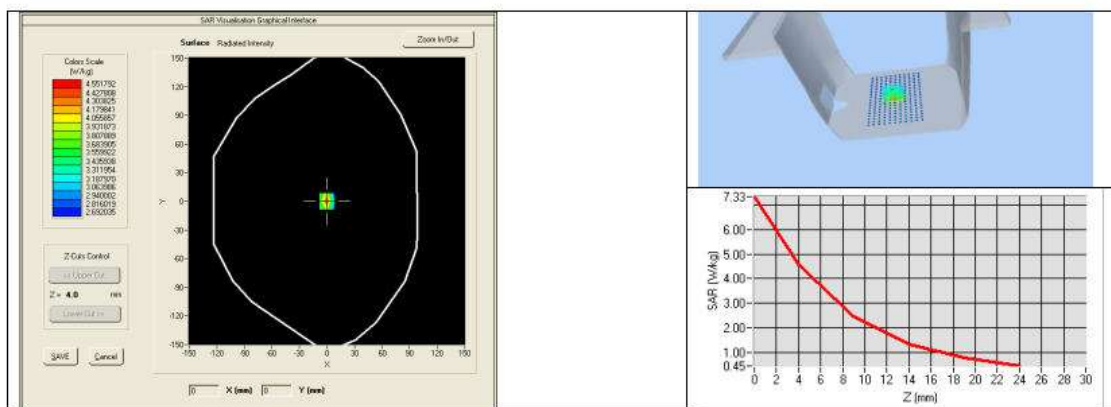 SAR Visualisation Graphical Interface
Surface Radiated Intensity
Zoom In/Out
Colors Scale
(W/kg)
4.551792
4.427808
4.303825
4.179841
4.055857
3.931873
3.807889
3.683905
3.559922
3.435938
3.311954
3.187970
3.063986
2.940002
2.816019
2.692035
Z-Cuts Control
<< Upper Cut
Z = 4.0 mm
Lower Cut >>
SAVE Cancel
150
120
90
60
30
0
-30
-60
-90
-120
-150
Y
-150 -120 -90 -60 -30 0 30 60 90 120 150
X
0 X (mm) 0 Y (mm)
7.33
6.00
5.00
4.00
3.00
2.00
1.00
0.45
SAR (W/kg)
0 2 4 6 8 10 12 14 16 18 20 22 24 26 28 30
Z (mm)